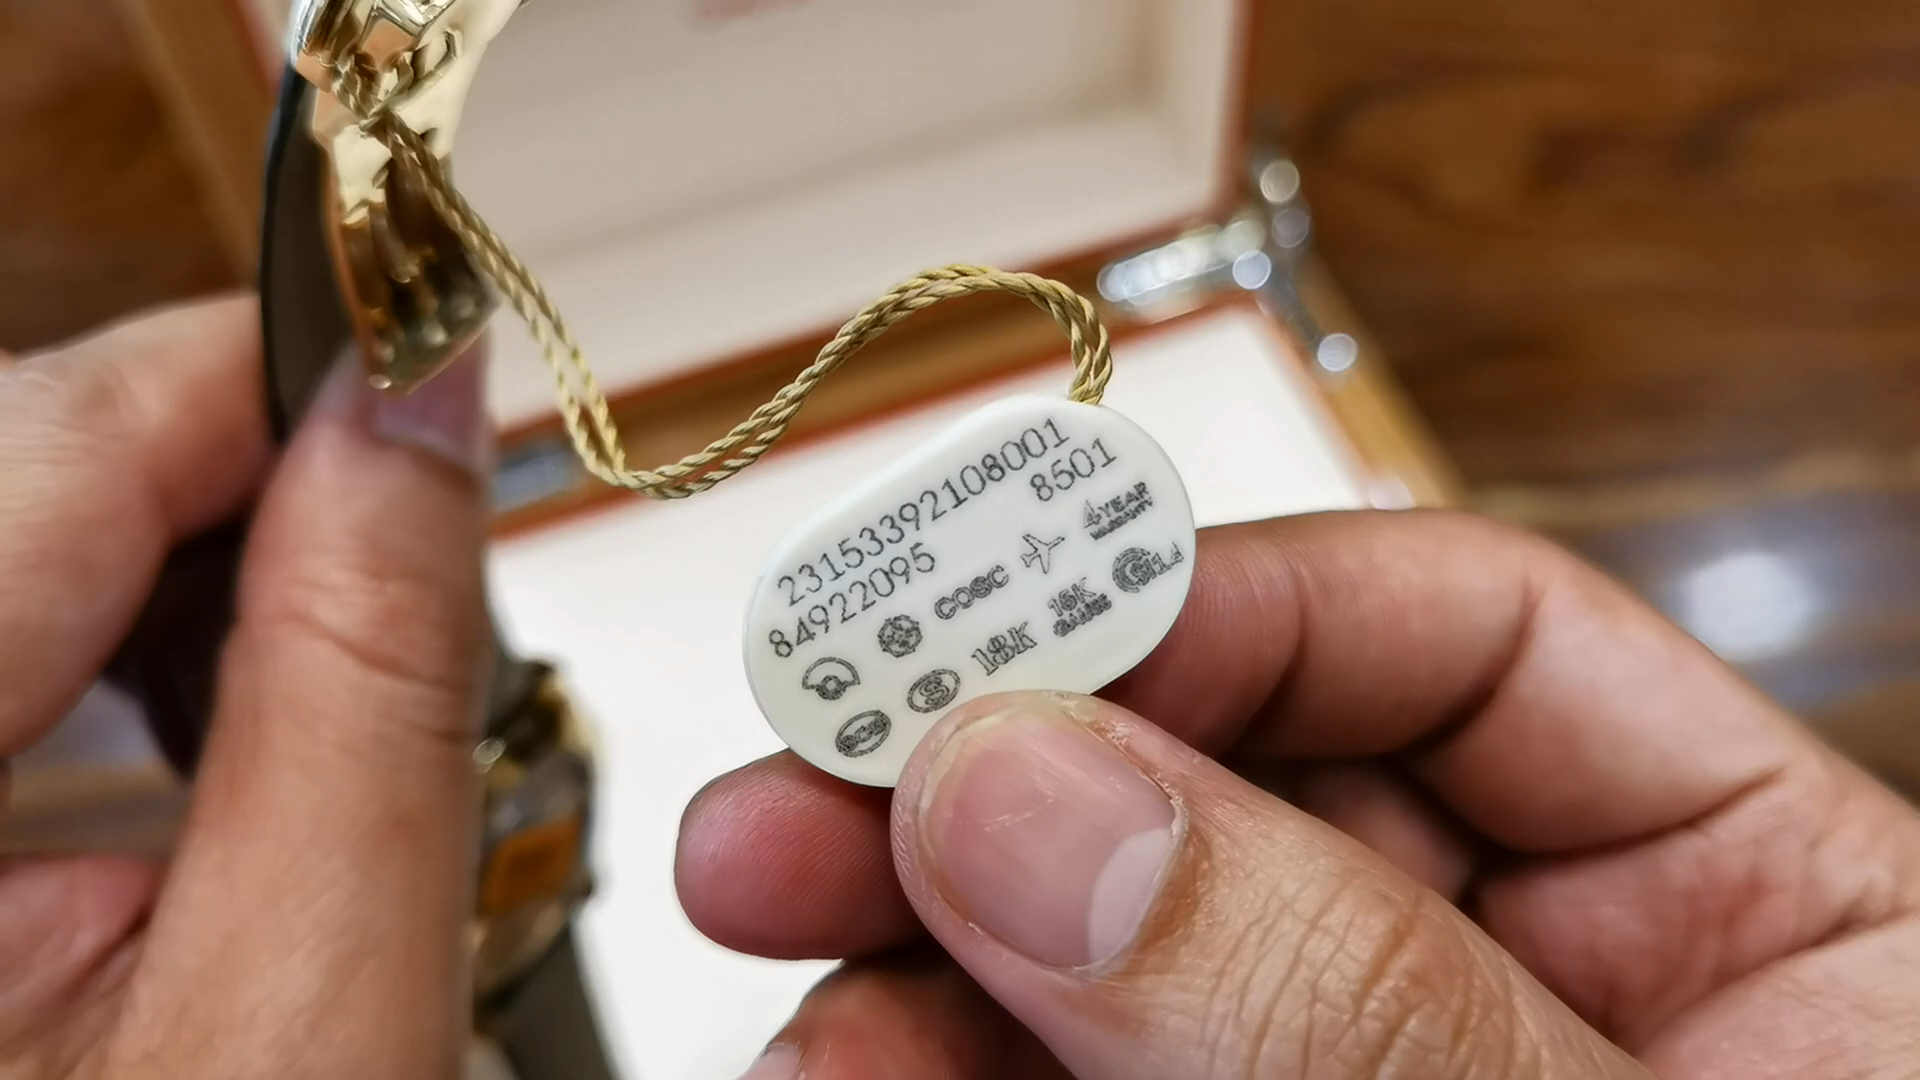 23153392108001
8501
84922095
COSC
4 YEAR
WARRANTY
18K
15K
GAUSS
S